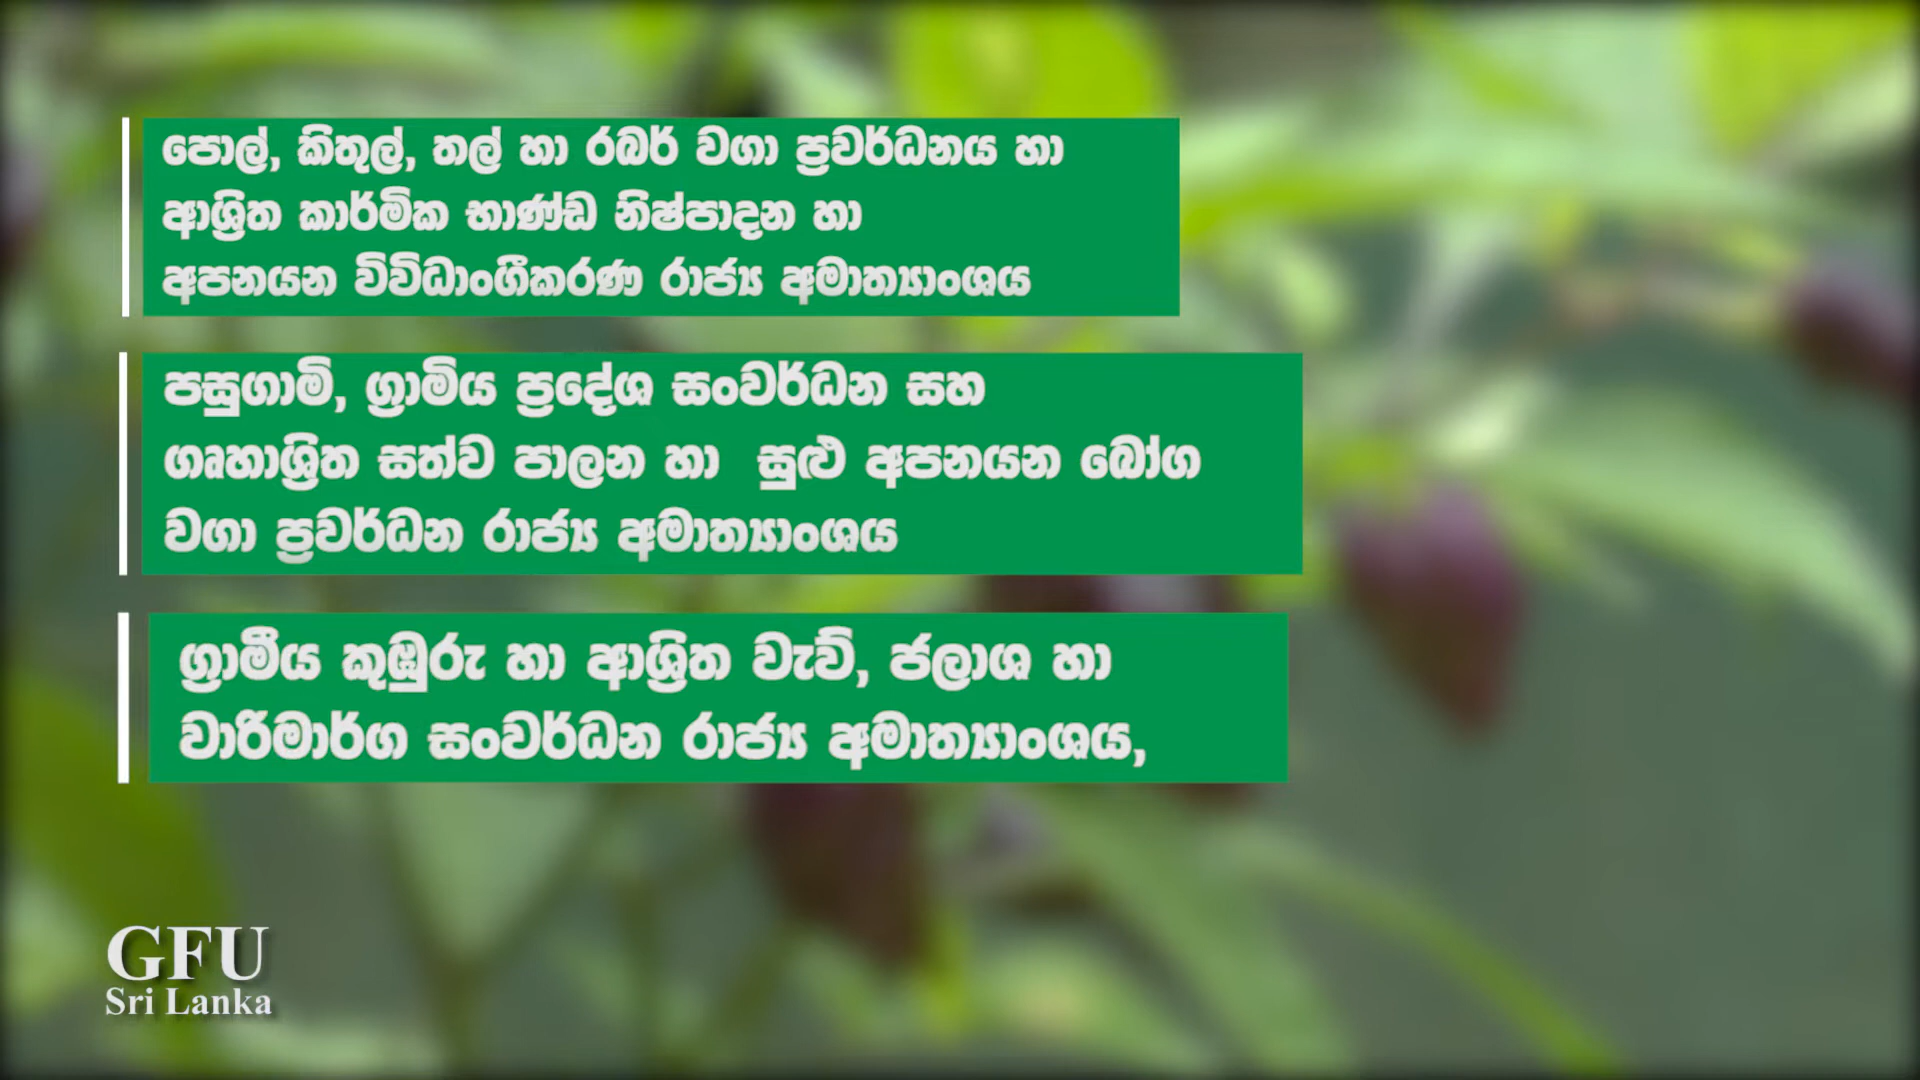 පොල්, කිතුල්, තල් හා රබර් වගා ප්‍රවර්ධනය හා
ආශ්‍රිත කාර්මික භාණ්ඩ නිෂ්පාදන හා
අපනයන විවිධාංගීකරණ රාජ්‍ය අමාත්‍යාංශය
පසුගාමි, ග්‍රාමිය ප්‍රදේශ සංවර්ධන සහ
ගෘහාශ්‍රිත සත්ව පාලන හා සුළු අපනයන බෝග
වගා ප්‍රවර්ධන රාජ්‍ය අමාත්‍යාංශය
ග්‍රාමීය කුඹුරු හා ආශ්‍රිත වැව්, ජලාශ හා
වාරිමාර්ග සංවර්ධන රාජ්‍ය අමාත්‍යාංශය,
GFU
Sri Lanka